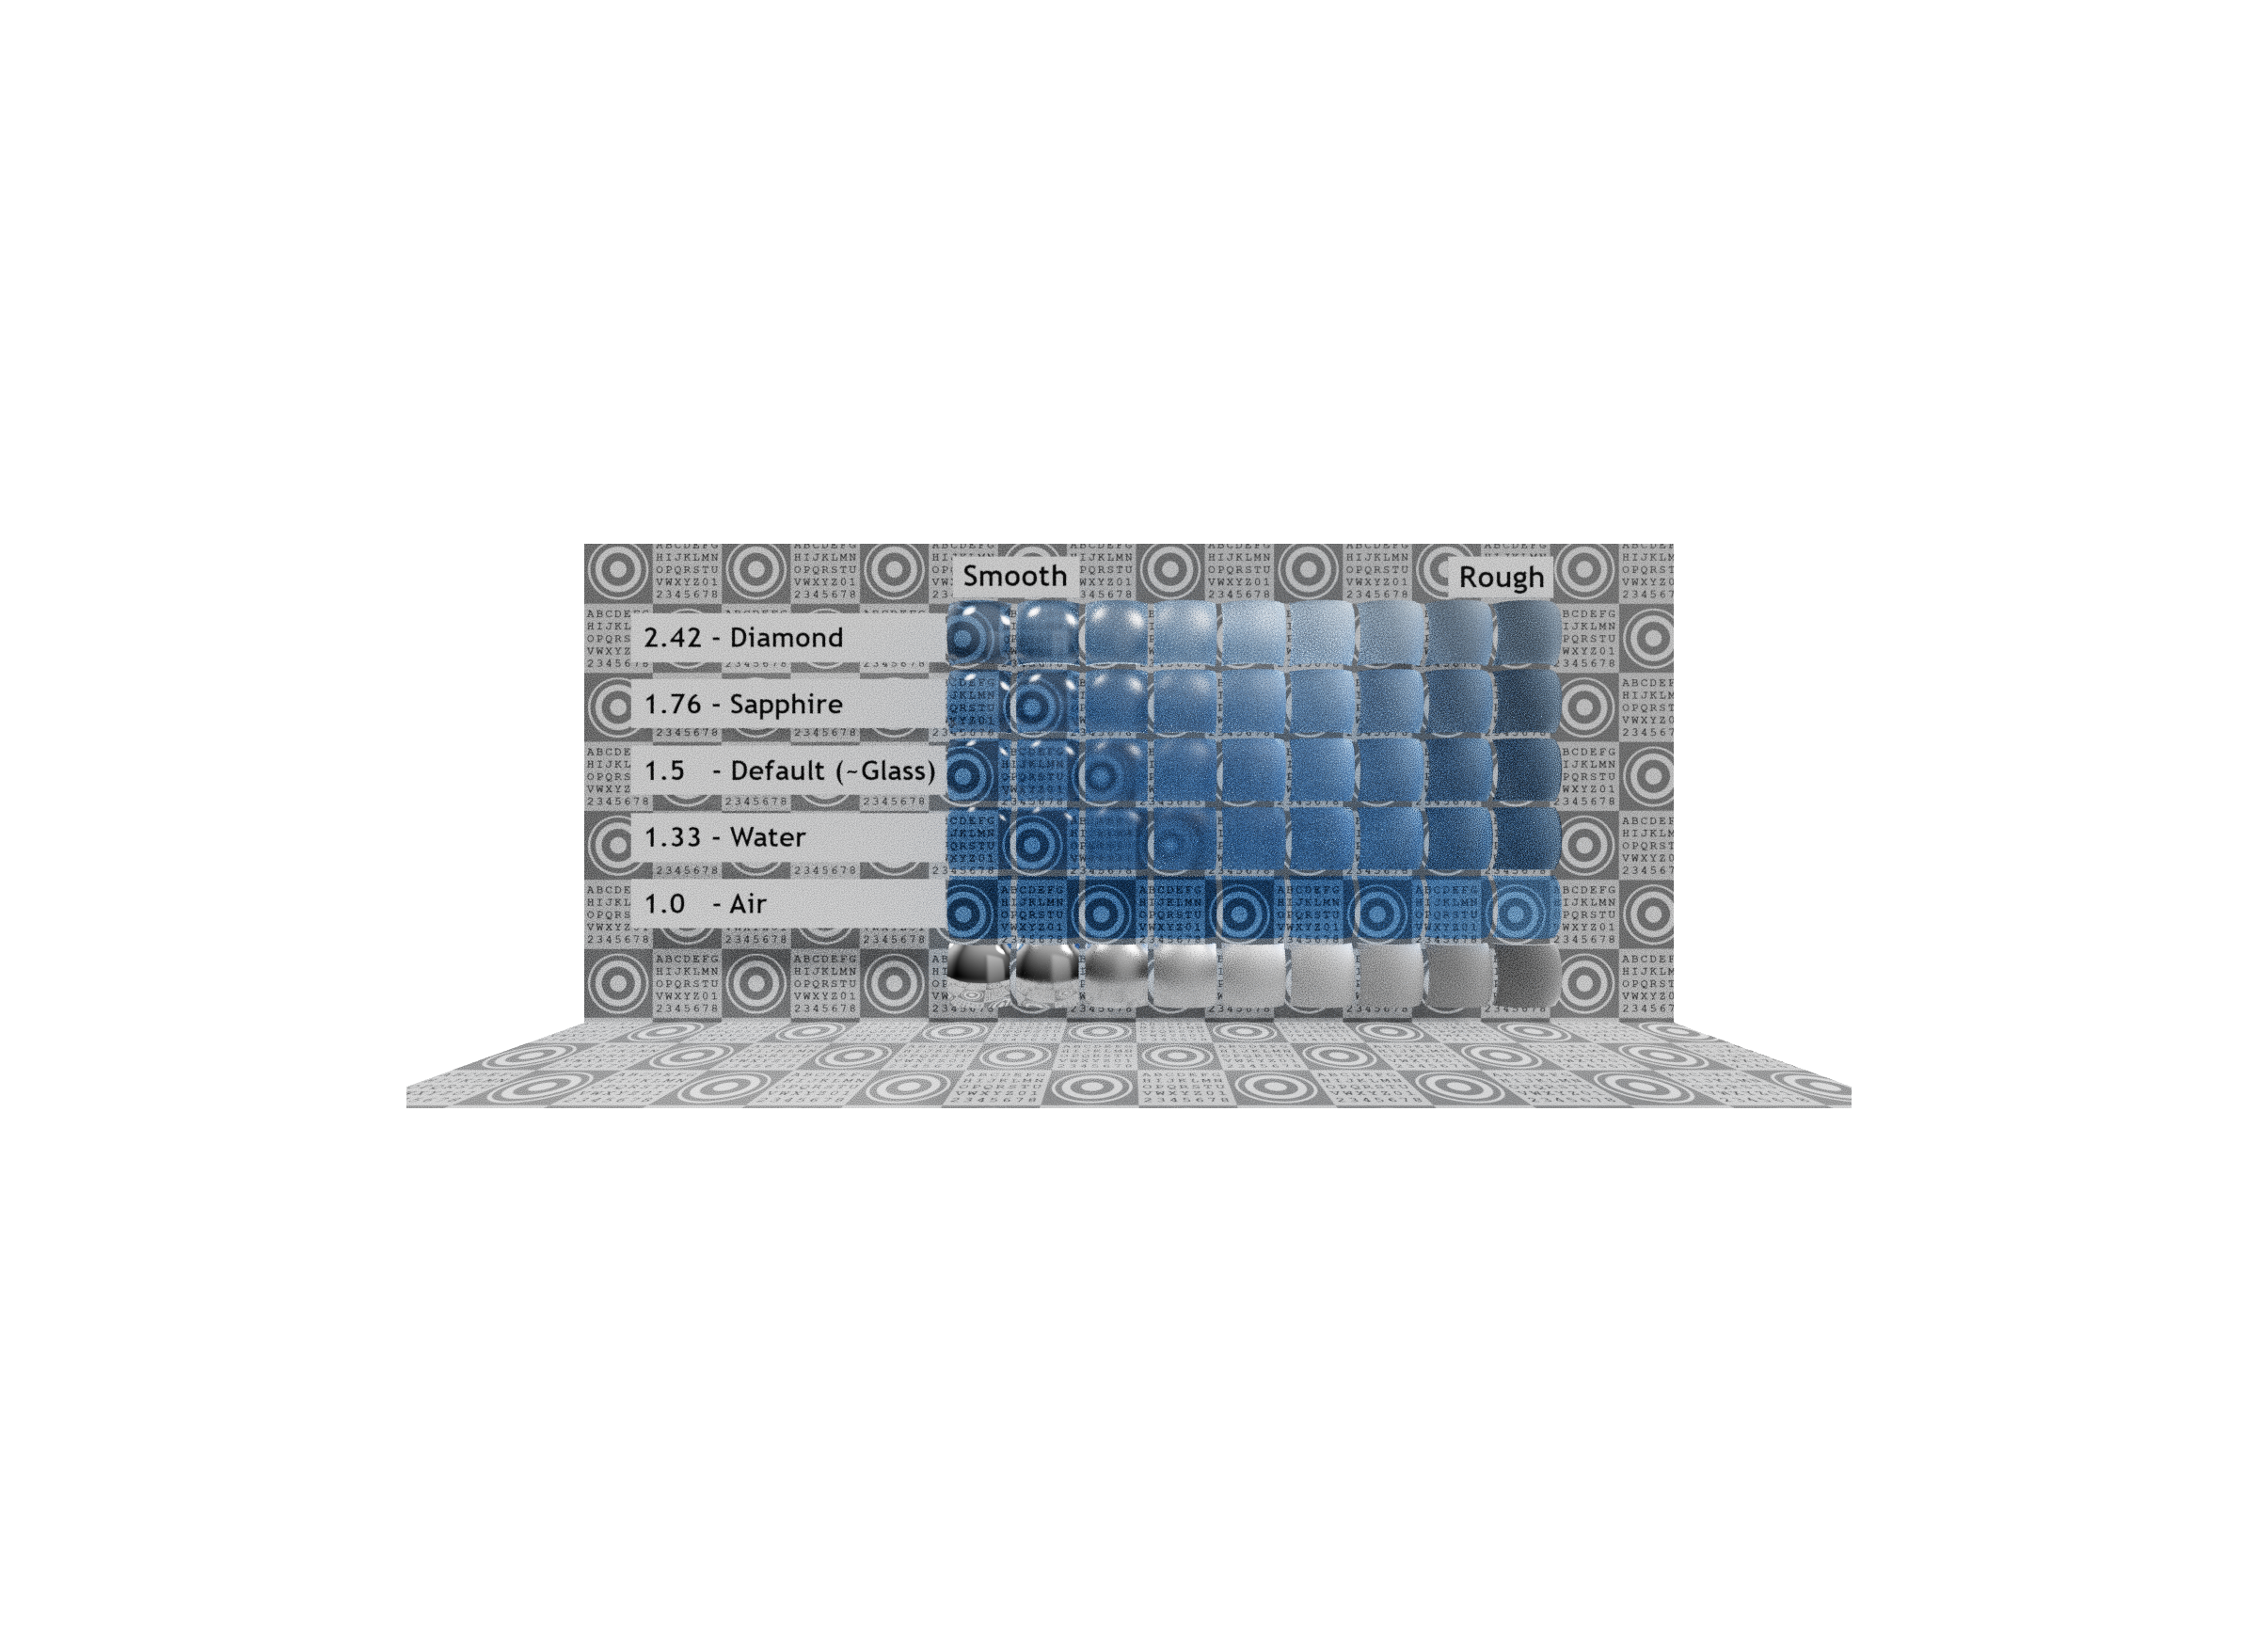 Smooth
Rough
2.42 - Diamond
1.76 - Sapphire
1.5 - Default (~Glass)
1.33 - Water
1.0 - Air
ABCDEFG
HIJKLMN
OPQRSTU
VWXYZ01
2345678